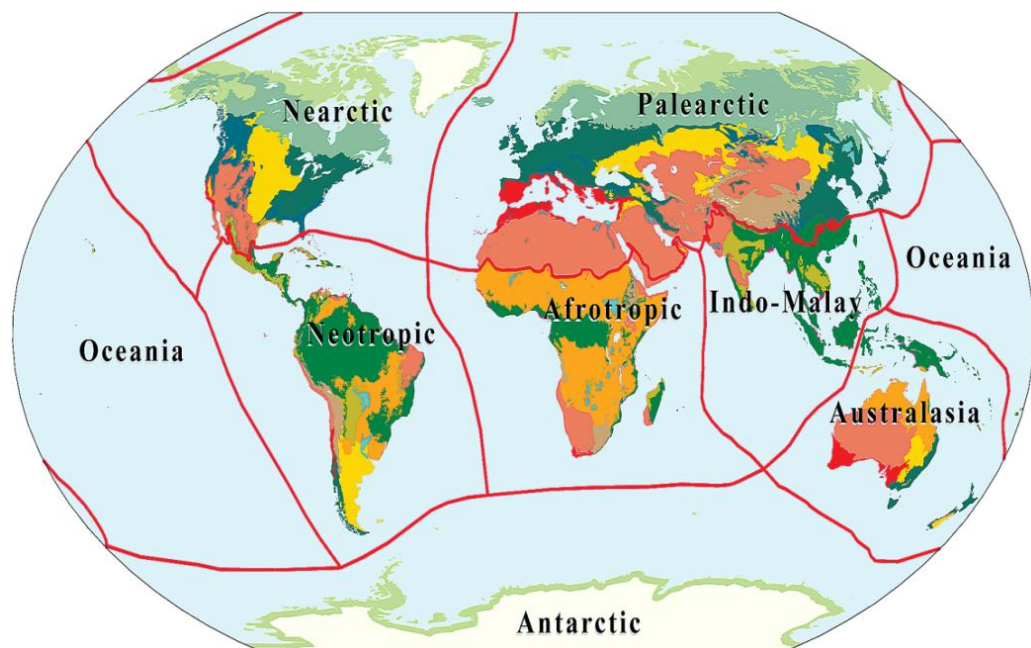 Nearctic
Palearctic
Oceania
Neotropic
Afrotropic
Indo-Malay
Oceania
Australasia
Antarctic